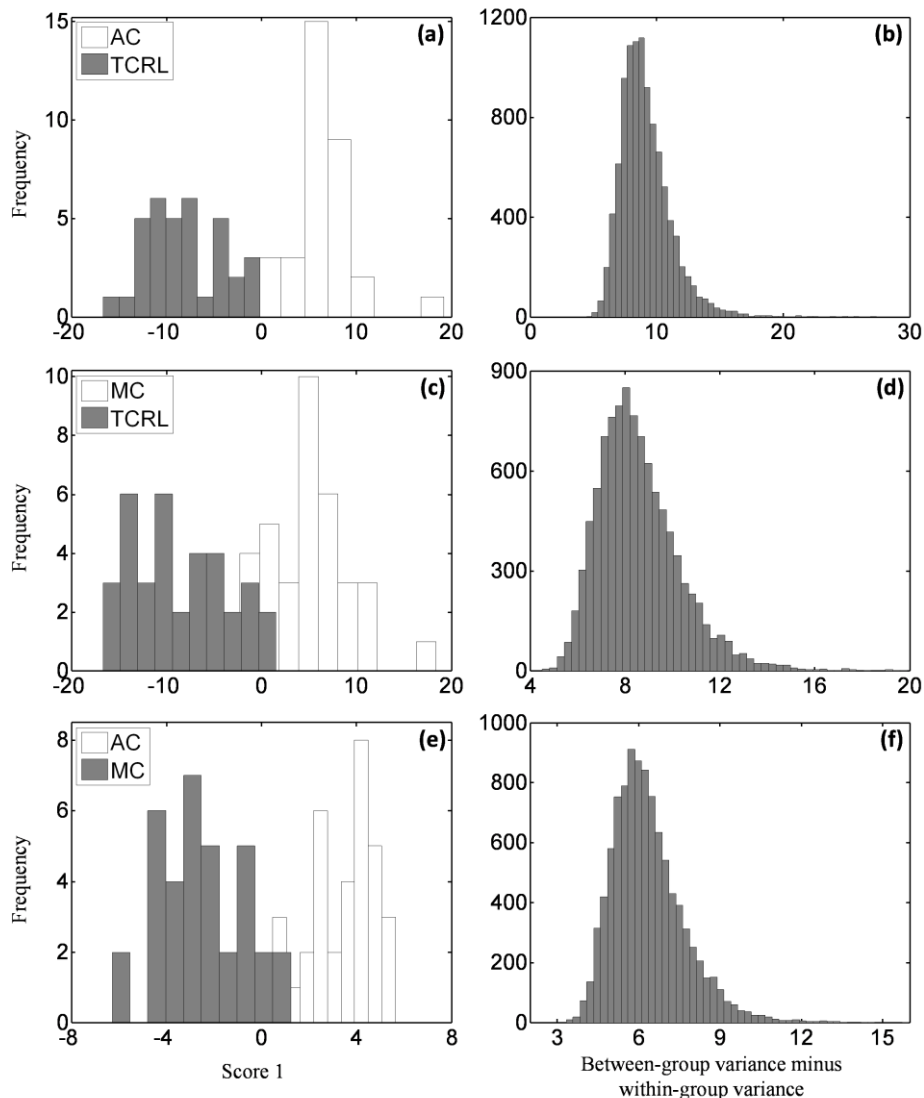 (a)
AC
TCRL
15
10
5
0
Frequency
-20 -10 0 10 20
(b)
1200
800
400
0
0 10 20 30
(c)
MC
TCRL
10
8
6
4
2
0
Frequency
-20 -10 0 10 20
(d)
900
600
300
0
4 8 12 16 20
(e)
AC
MC
8
6
4
2
0
Frequency
-8 -4 0 4 8
Score 1
(f)
1000
800
600
400
200
0
3 6 9 12 15
Between-group variance minus
within-group variance